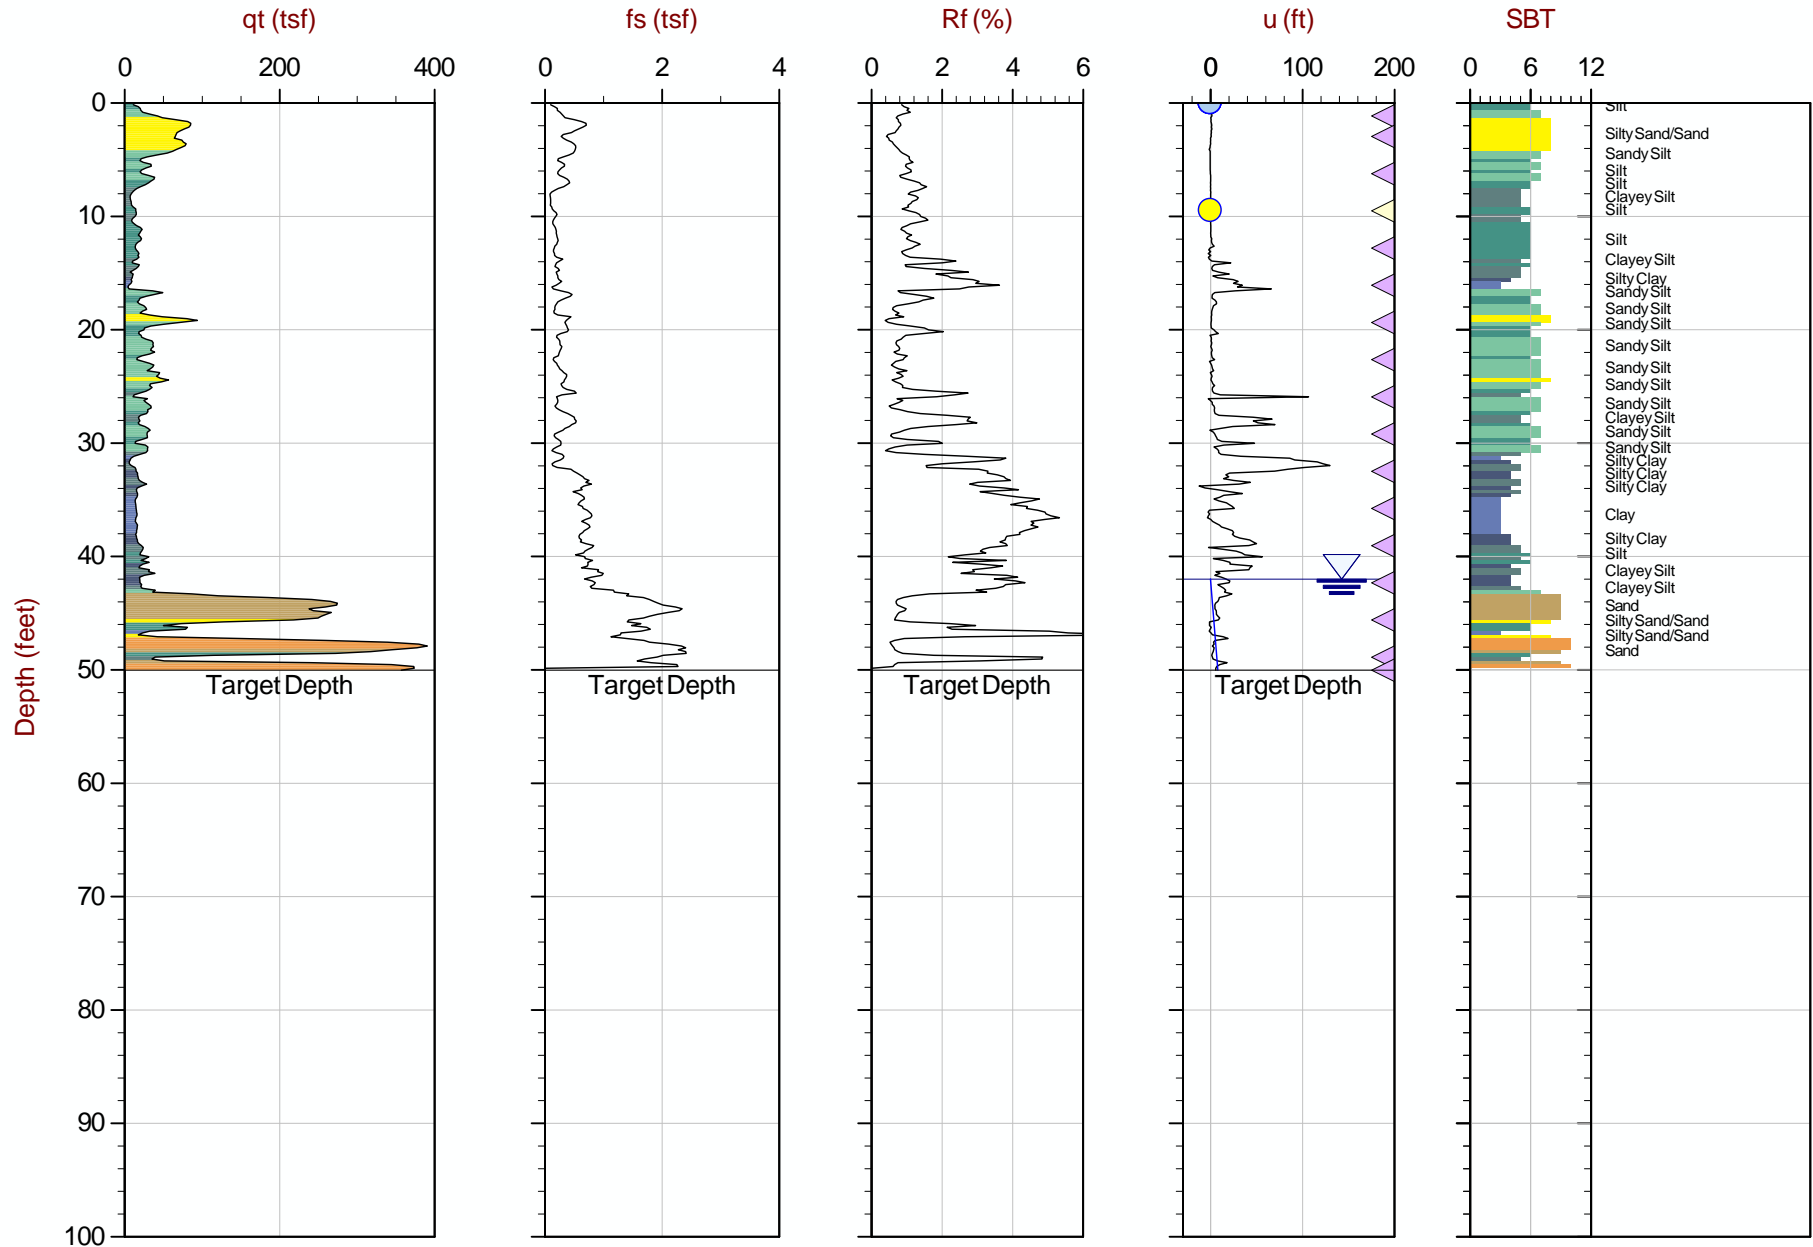 qt (tsf) fs (tsf) Rf (%) u (ft) SBT
0 200 400 0 2 4 0 2 4 6 0 0 100 200 0 6 12
0
10
20
30
40
50
60
70
80
90
100
Depth (feet)
Silt
Silty Sand/Sand
Sandy Silt
Silt
Silt
Clayey Silt
Silt
Silt
Clayey Silt
Silty Clay
Sandy Silt
Sandy Silt
Sandy Silt
Sandy Silt
Sandy Silt
Sandy Silt
Sandy Silt
Clayey Silt
Sandy Silt
Sandy Silt
Silty Clay
Silty Clay
Silty Clay
Clay
Silty Clay
Silt
Clayey Silt
Clayey Silt
Sand
Silty Sand/Sand
Silty Sand/Sand
Sand
Target Depth Target Depth Target Depth Target Depth